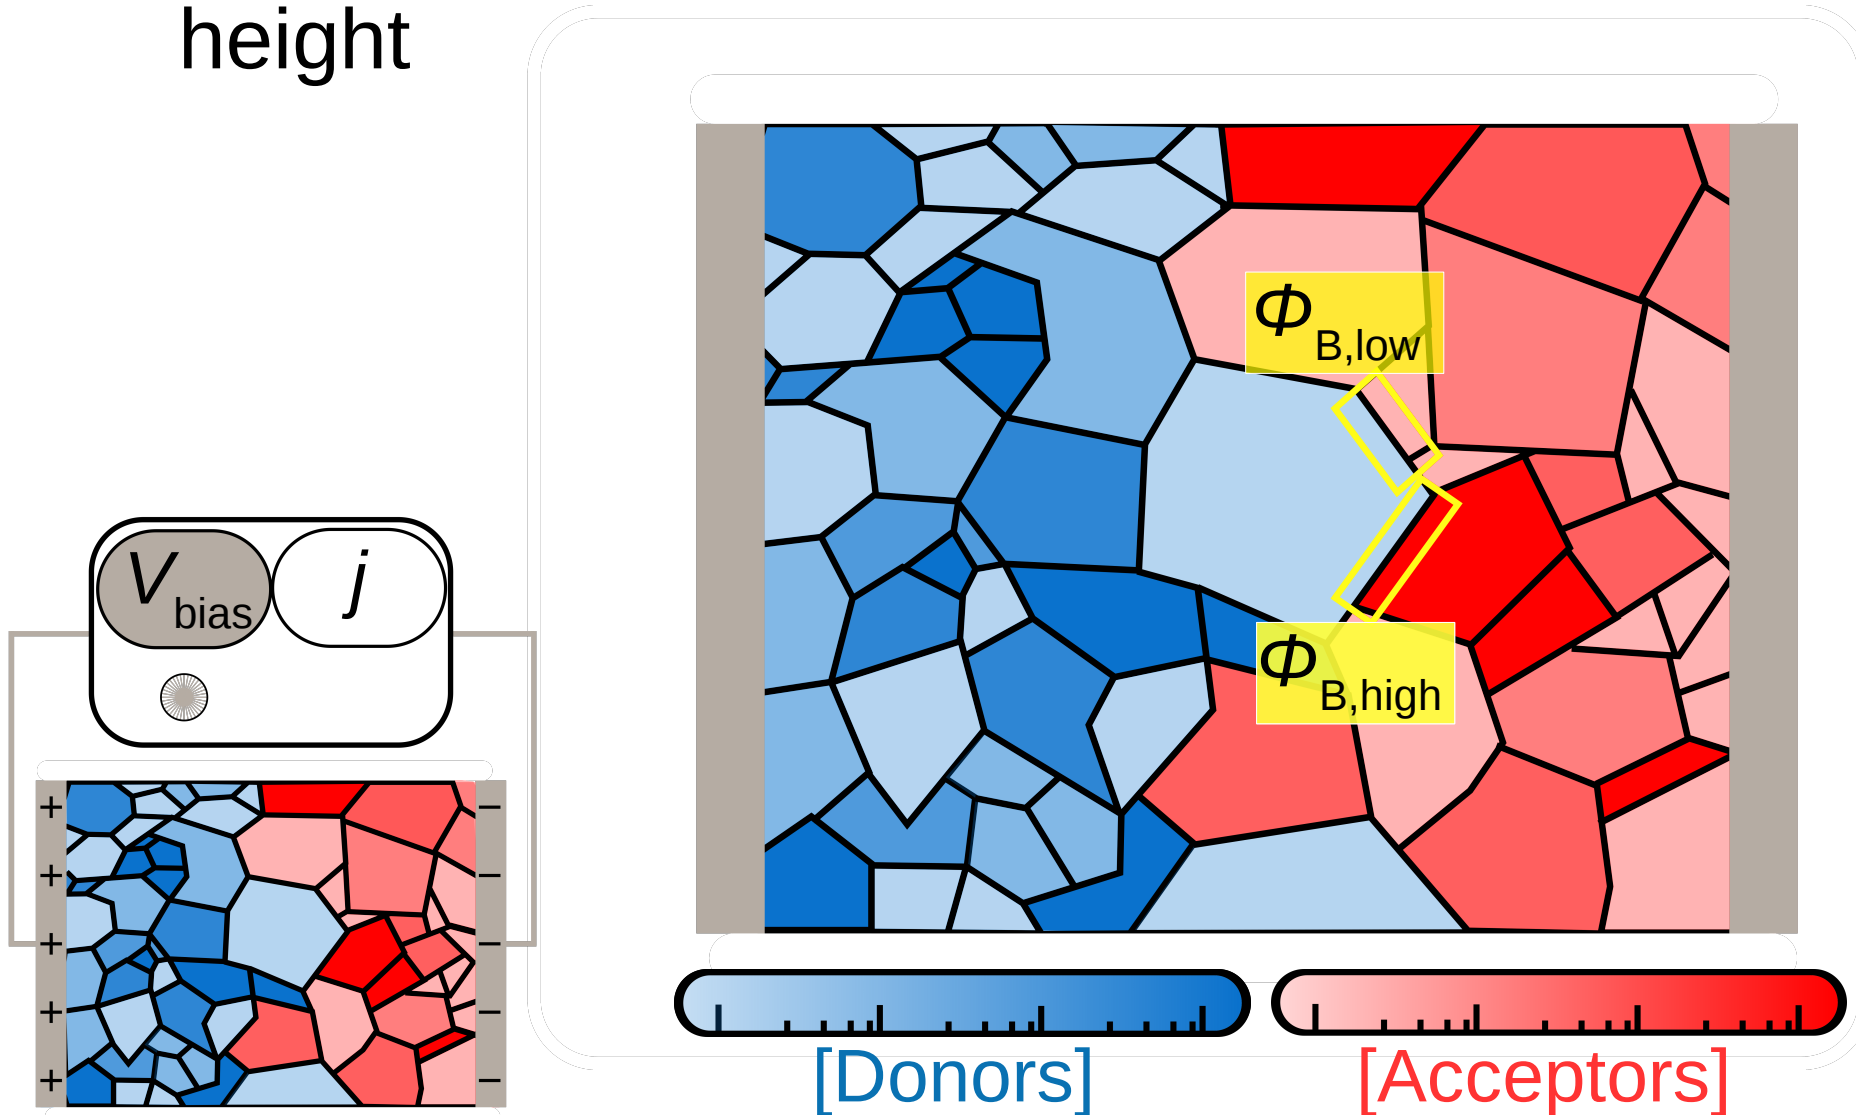 height
Φ
B,low
V
bias
j
Φ
B,high
+ −
+ −
+ −
+ −
+ −
[Donors] [Acceptors]